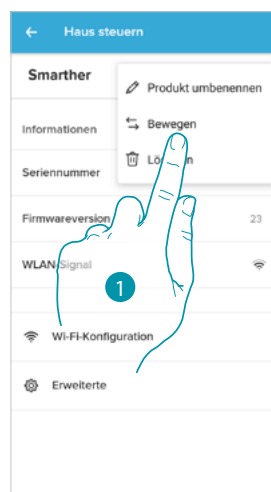 Haus steuern
Smarther
Produkt umbenennen
Informationen
Bewegen
Seriennummer
Firmwareversion
23
WLAN-Signal
1
Wi-Fi-Konfiguration
Erweiterte